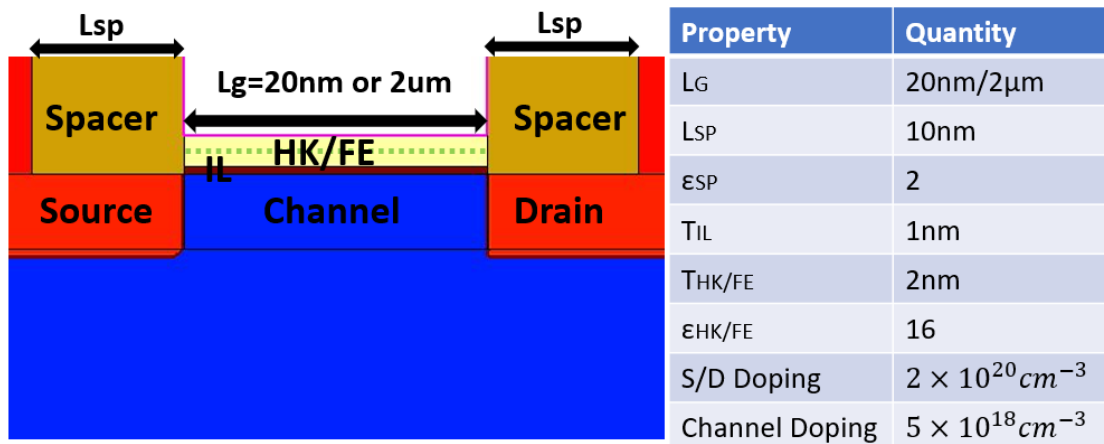 Lsp
Lsp
Lg=20nm or 2um
Spacer
Spacer
HK/FE
IL
Source
Channel
Drain
Property Quantity
LG 20nm/2μm
LSP 10nm
εSP 2
TIL 1nm
THK/FE 2nm
εHK/FE 16
S/D Doping 2 × 10^20 cm^−3
Channel Doping 5 × 10^18 cm^−3